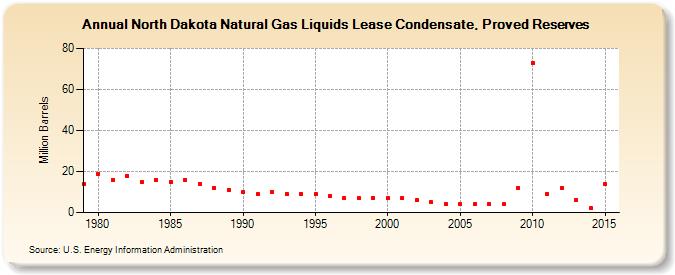 Annual North Dakota Natural Gas Liquids Lease Condensate, Proved Reserves
Million Barrels
80
60
40
20
0
1980 1985 1990 1995 2000 2005 2010 2015
Source: U.S. Energy Information Administration